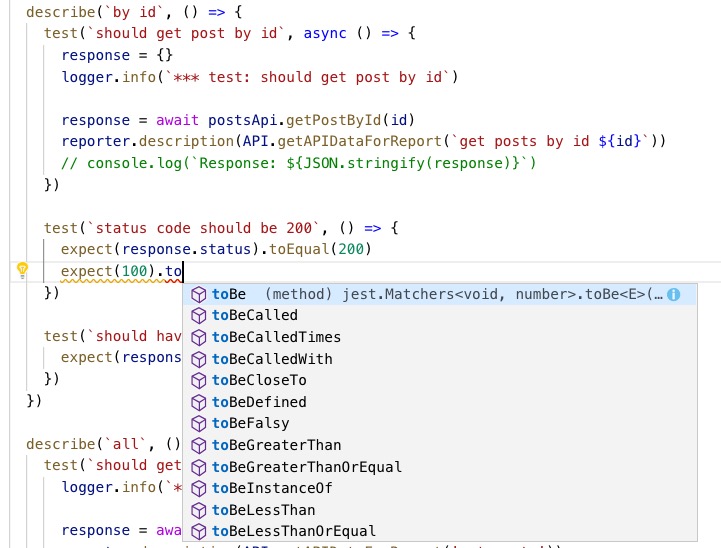 describe(`by id`, () => {
test(`should get post by id`, async () => {
response = {}
logger.info(`*** test: should get post by id`)
response = await postsApi.getPostById(id)
reporter.description(API.getAPIDataForReport(`get posts by id ${id}`))
// console.log(`Response: ${JSON.stringify(response)}`)
})
test(`status code should be 200`, () => {
expect(response.status).toEqual(200)
expect(100).to
})
toBe (method) jest.Matchers<void, number>.toBe<E>(…
toBeCalled
toBeCalledTimes
toBeCalledWith
toBeCloseTo
toBeDefined
toBeFalsy
toBeGreaterThan
toBeGreaterThanOrEqual
toBeInstanceOf
toBeLessThan
toBeLessThanOrEqual
test(`should hav
expect(respons
})
})
describe(`all`, ()
test(`should get
logger.info(`*
response = awa